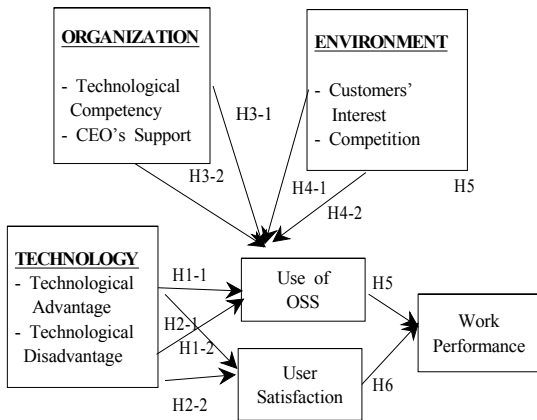 ORGANIZATION
- Technological
Competency
- CEO's Support
ENVIRONMENT
- Customers'
Interest
- Competition
H3-1
H3-2
H4-1
H4-2
H5
TECHNOLOGY
- Technological
Advantage
- Technological
Disadvantage
H1-1
H2-1
H1-2
H2-2
Use of
OSS
User
Satisfaction
H5
H6
Work
Performance